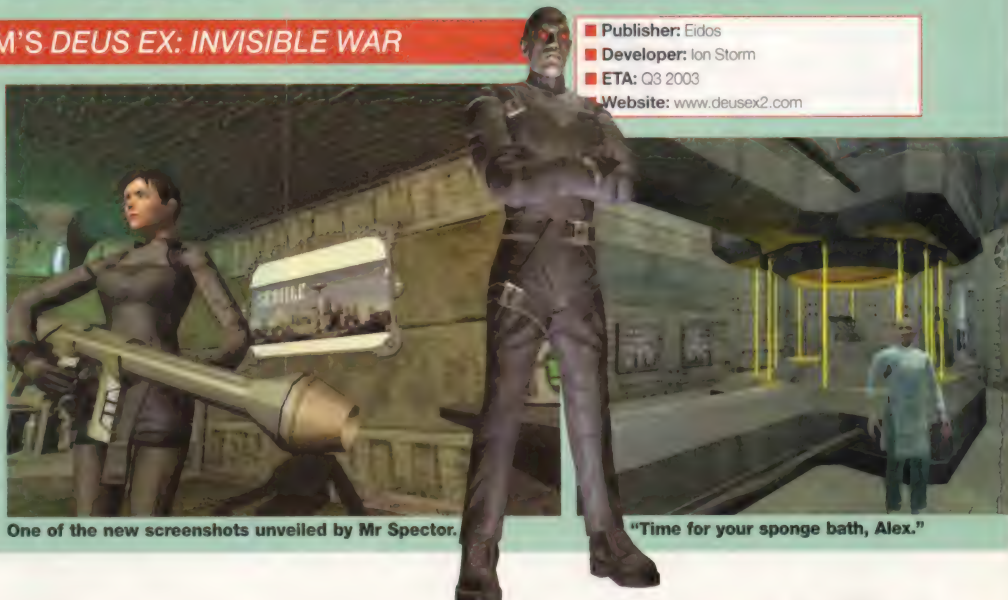 M'S DEUS EX: INVISIBLE WAR
Publisher: Eidos
Developer: Ion Storm
ETA: Q3 2003
Website: www.deusex2.com
SEATTLE
One of the new screenshots unveiled by Mr Spector.
"Time for your sponge bath, Alex."